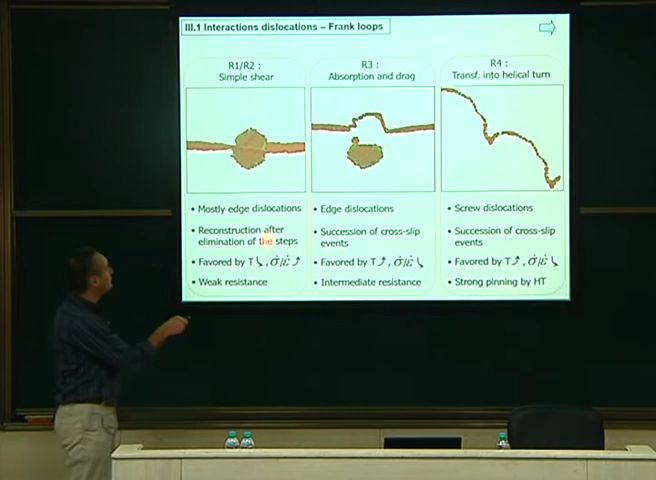 III.1 Interactions dislocations – Frank loops
R1/R2 :
Simple shear
• Mostly edge dislocations
• Reconstruction after
elimination of the steps
• Favored by T↘, σ̇/ε̇ ↗
• Weak resistance
R3 :
Absorption and drag
• Edge dislocations
• Succession of cross-slip
events
• Favored by T↗, σ̇/ε̇ ↘
• Intermediate resistance
R4 :
Transf. into helical turn
• Screw dislocations
• Succession of cross-slip
events
• Favored by T↗, σ̇/ε̇ ↘
• Strong pinning by HT